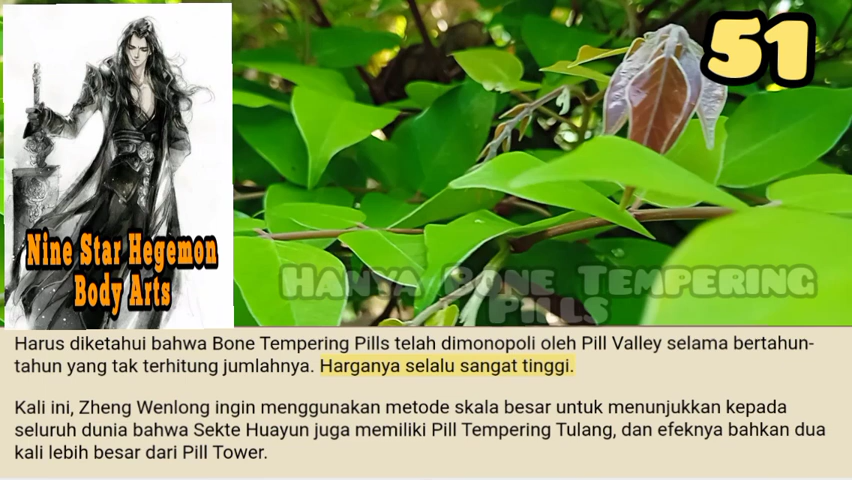 51
Nine Star Hegemon
Body Arts
Hanya Bone Tempering
Pills
Harus diketahui bahwa Bone Tempering Pills telah dimonopoli oleh Pill Valley selama bertahun-
tahun yang tak terhitung jumlahnya. Harganya selalu sangat tinggi.
Kali ini, Zheng Wenlong ingin menggunakan metode skala besar untuk menunjukkan kepada
seluruh dunia bahwa Sekte Huayun juga memiliki Pill Tempering Tulang, dan efeknya bahkan dua
kali lebih besar dari Pill Tower.